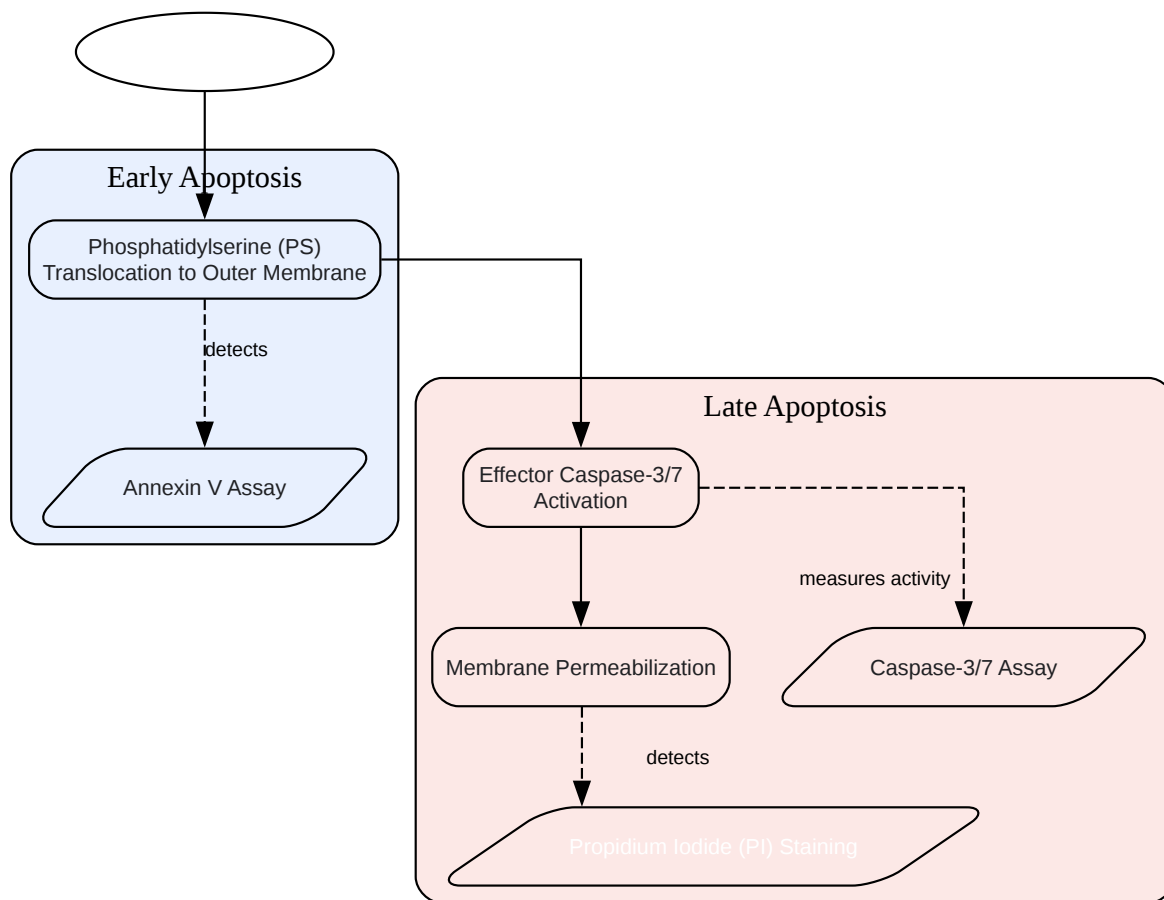 Early Apoptosis
Phosphatidylserine (PS)
Translocation to Outer Membrane
detects
Annexin V Assay
Late Apoptosis
Effector Caspase-3/7
Activation
measures activity
Membrane Permeabilization
Caspase-3/7 Assay
detects
Propidium Iodide (PI) Staining